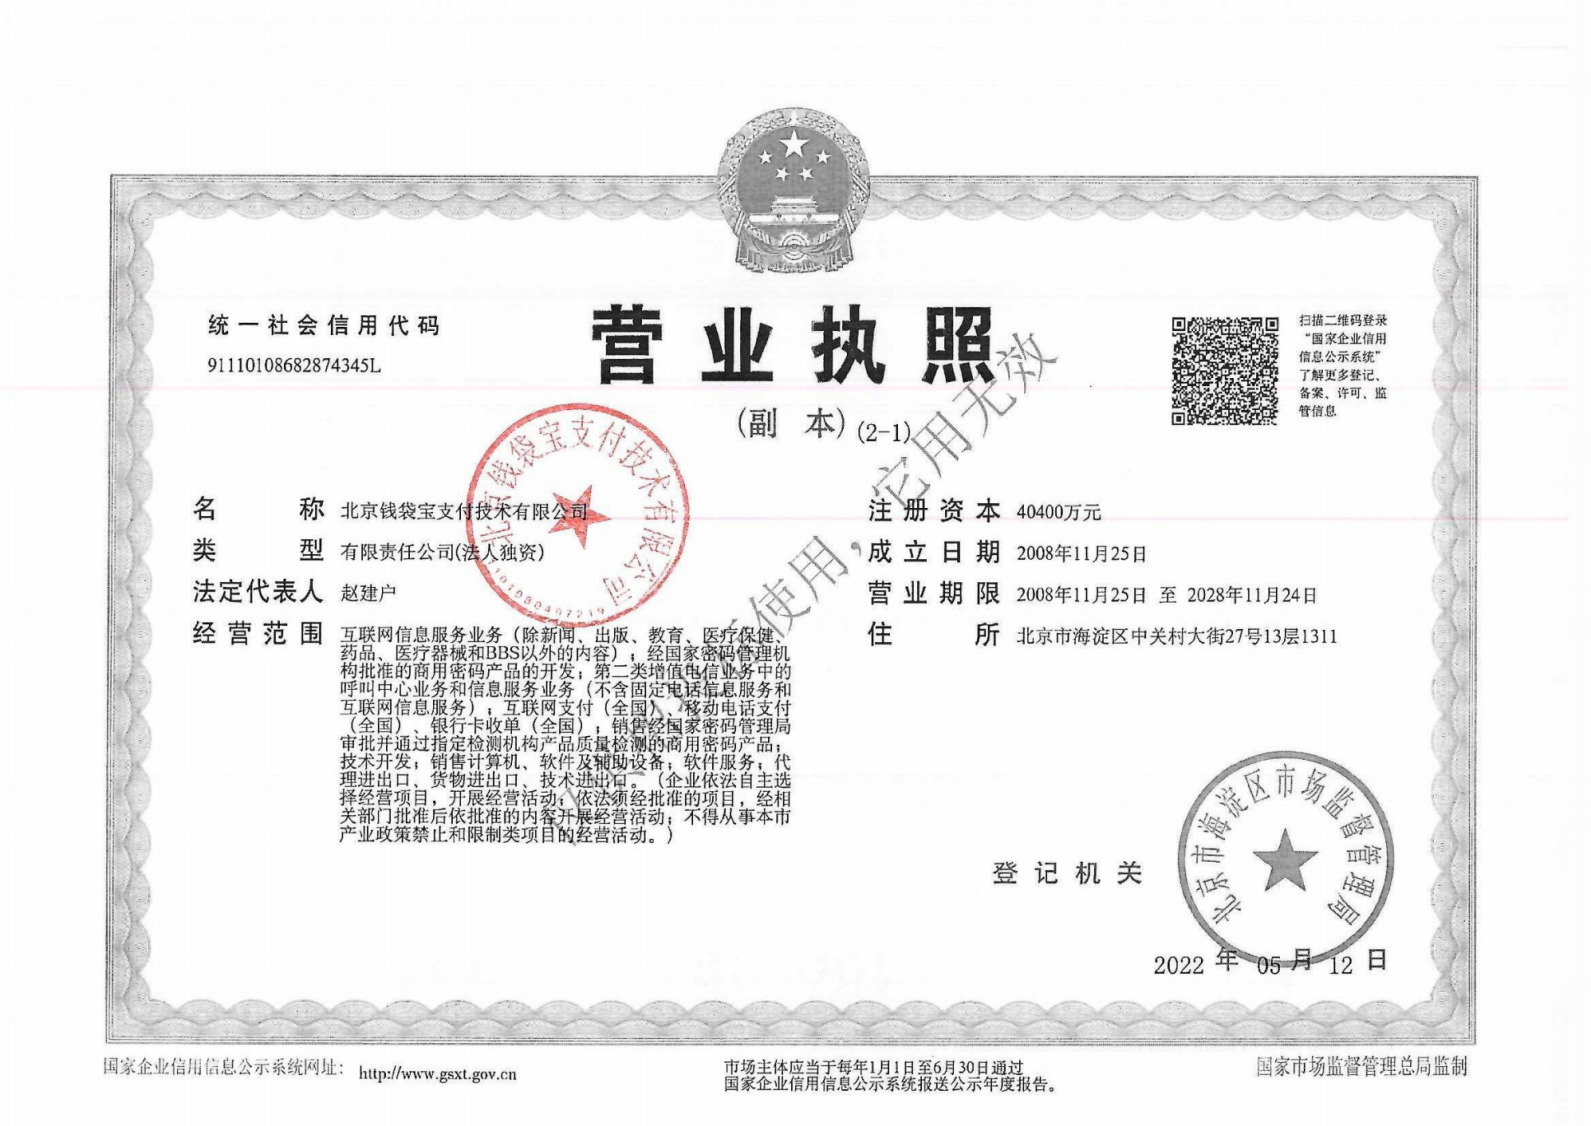 统一社会信用代码
91110108682874345L
营业执照
(副 本) (2-1)
扫描二维码登录
“国家企业信用
信息公示系统”
了解更多登记、
备案、许可、监
管信息
名 称 北京钱袋宝支付技术有限公司
类 型 有限责任公司(法人独资)
法定代表人 赵建户
经营范围 互联网信息服务业务（除新闻、出版、教育、医疗保健、
药品、医疗器械和BBS以外的内容）；经国家密码管理机
构批准的商用密码产品的开发；第二类增值电信业务中的
呼叫中心业务和信息服务业务（不含固定电话信息服务和
互联网信息服务）；互联网支付（全国）、移动电话支付
（全国）、银行卡收单（全国）；销售经国家密码管理局
审批并通过指定检测机构产品质量检测的商用密码产品；
技术开发；销售计算机、软件及辅助设备；软件服务；代
理进出口、货物进出口、技术进出口。（企业依法自主选
择经营项目，开展经营活动；依法须经批准的项目，经相
关部门批准后依批准的内容开展经营活动；不得从事本市
产业政策禁止和限制类项目的经营活动。）
注册资本 40400万元
成立日期 2008年11月25日
营业期限 2008年11月25日 至 2028年11月24日
住 所 北京市海淀区中关村大街27号13层1311
北京钱袋宝支付技术有限公司
使用，它用无效
登记机关
北京市海淀区市场监督管理局
2022 年 05 月 12 日
国家企业信用信息公示系统网址： http://www.gsxt.gov.cn
市场主体应当于每年1月1日至6月30日通过
国家企业信用信息公示系统报送公示年度报告。
国家市场监督管理总局监制